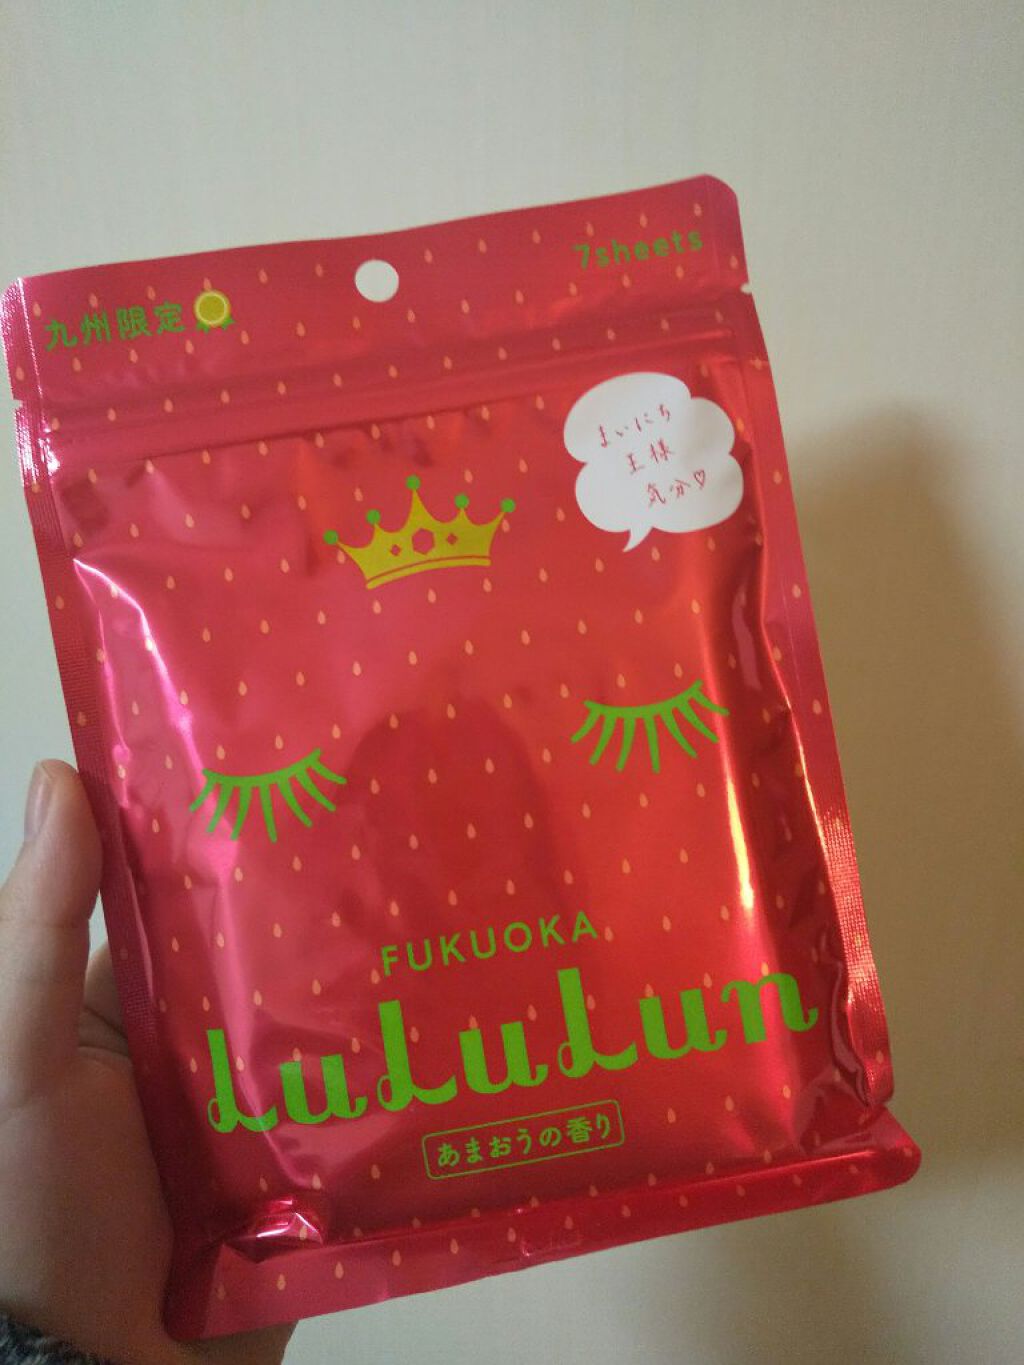 九州限定
7sheets
まいにち
王様
気分♡
FUKUOKA
LuLuLun
あまおうの香り